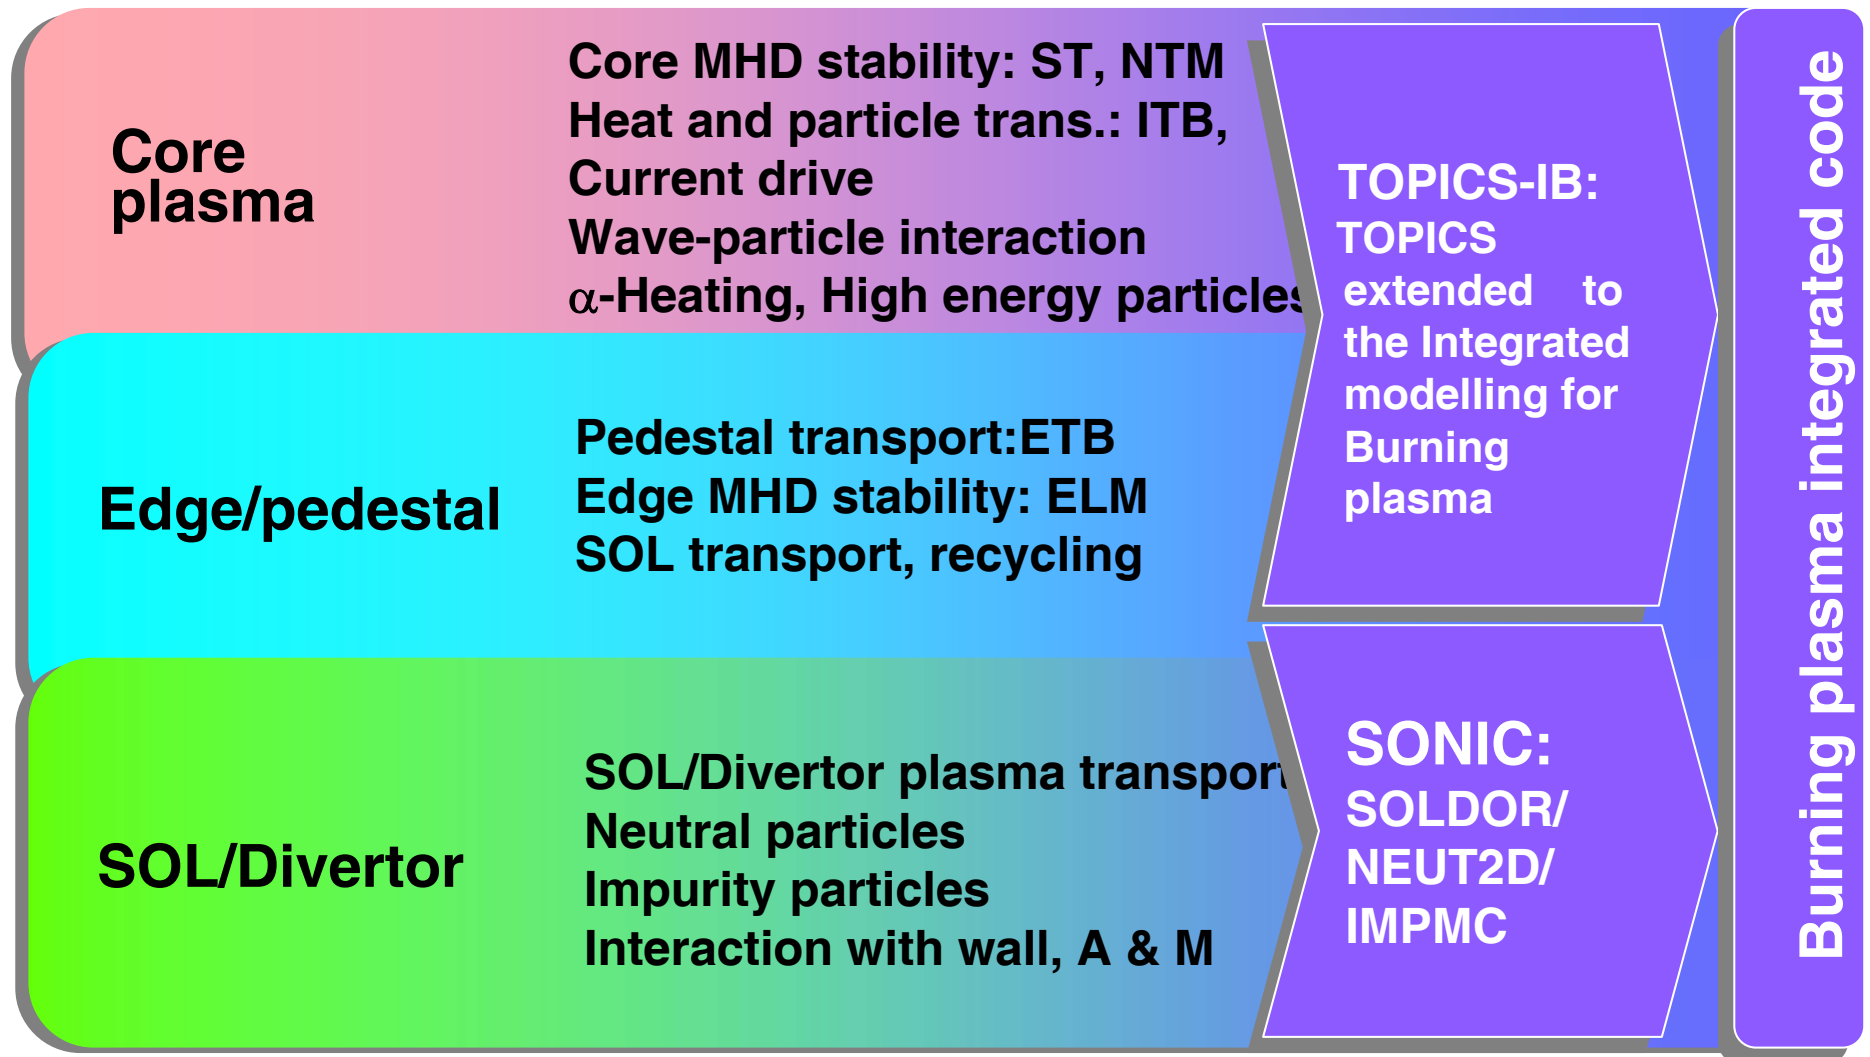 Core
plasma
Core MHD stability: ST, NTM
Heat and particle trans.: ITB,
Current drive
Wave-particle interaction
α-Heating, High energy particles
Edge/pedestal
Pedestal transport:ETB
Edge MHD stability: ELM
SOL transport, recycling
SOL/Divertor
SOL/Divertor plasma transport
Neutral particles
Impurity particles
Interaction with wall, A & M
TOPICS-IB:
TOPICS
extended to
the Integrated
modelling for
Burning
plasma
SONIC:
SOLDOR/
NEUT2D/
IMPMC
Burning plasma integrated code